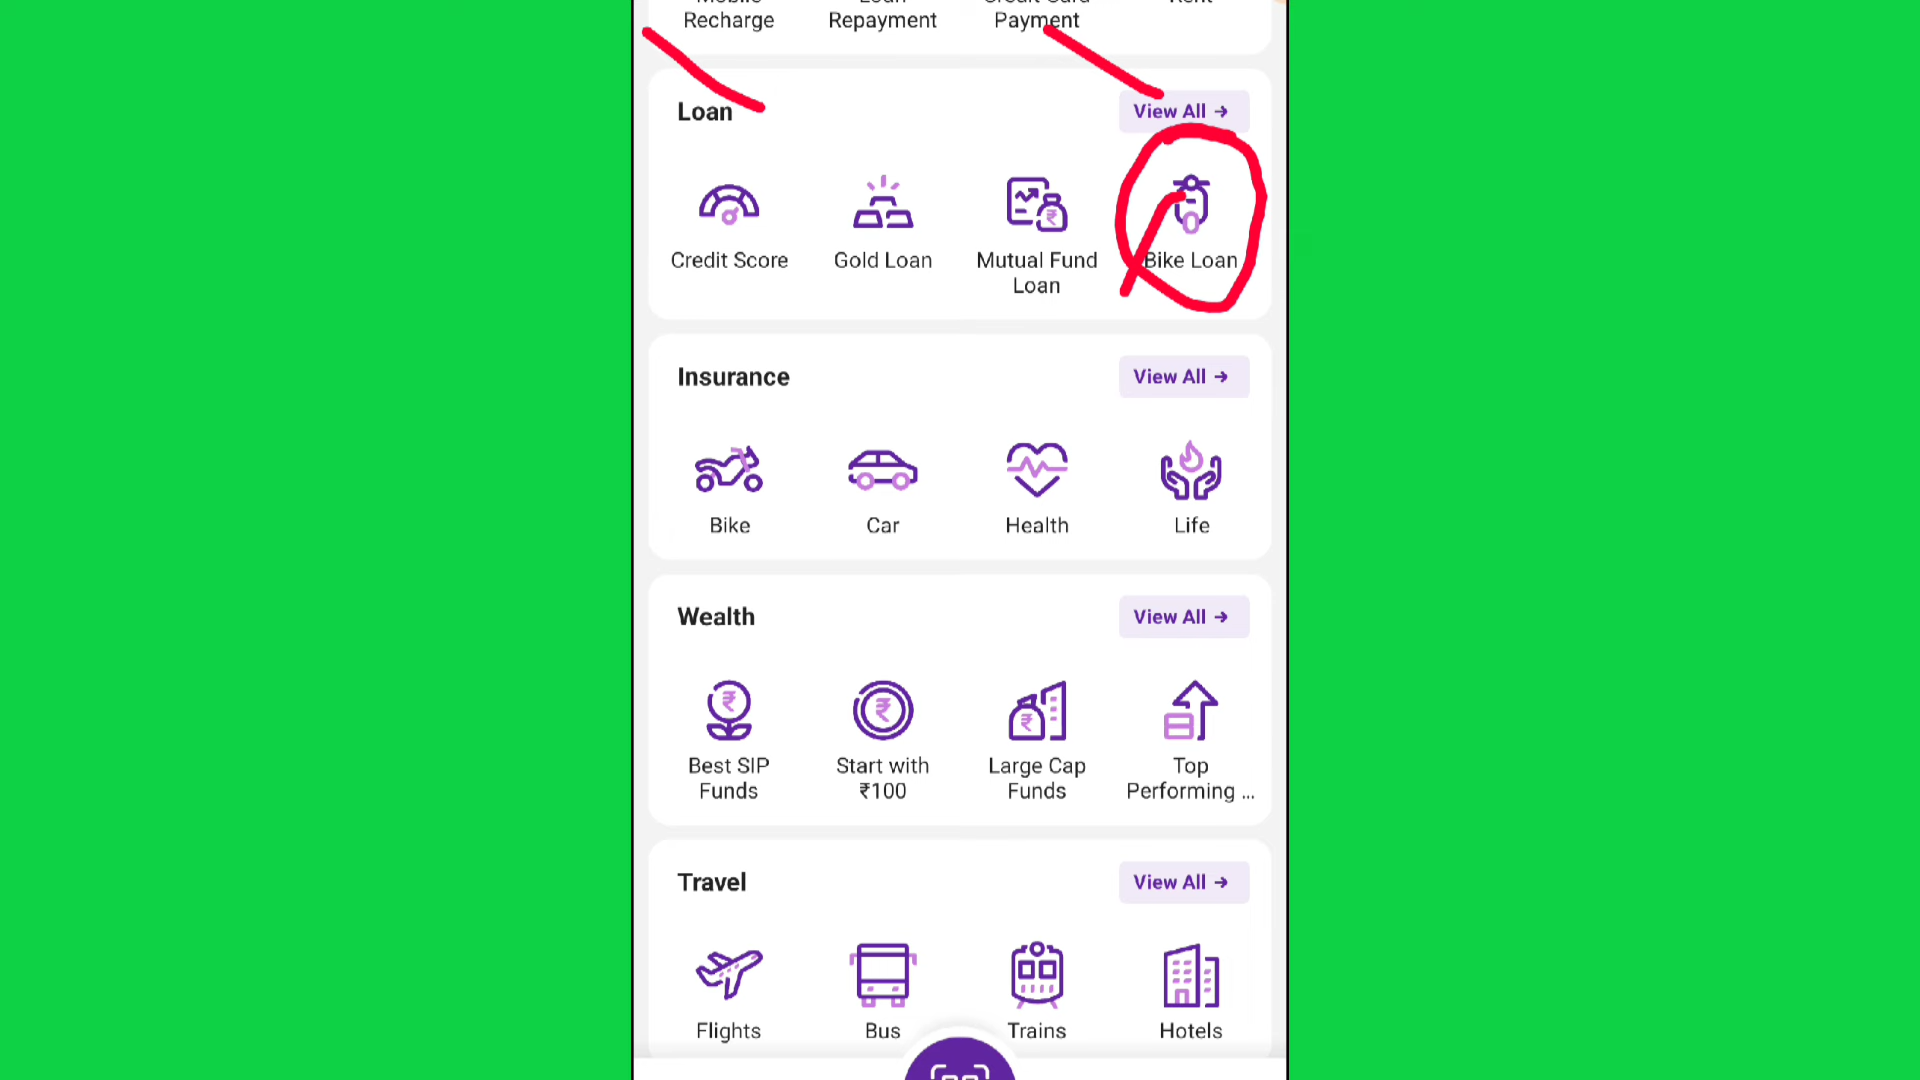 Recharge
Repayment
Payment
Loan
View All →
Credit Score
Gold Loan
Mutual Fund
Loan
Bike Loan
Insurance
View All →
Bike
Car
Health
Life
Wealth
View All →
Best SIP
Funds
Start with
₹100
Large Cap
Funds
Top
Performing ...
Travel
View All →
Flights
Bus
Trains
Hotels